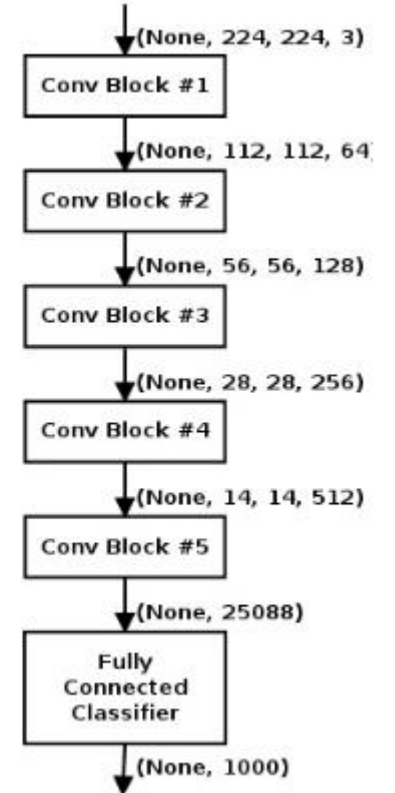 (None, 224, 224, 3)
Conv Block #1
(None, 112, 112, 64)
Conv Block #2
(None, 56, 56, 128)
Conv Block #3
(None, 28, 28, 256)
Conv Block #4
(None, 14, 14, 512)
Conv Block #5
(None, 25088)
Fully
Connected
Classifier
(None, 1000)